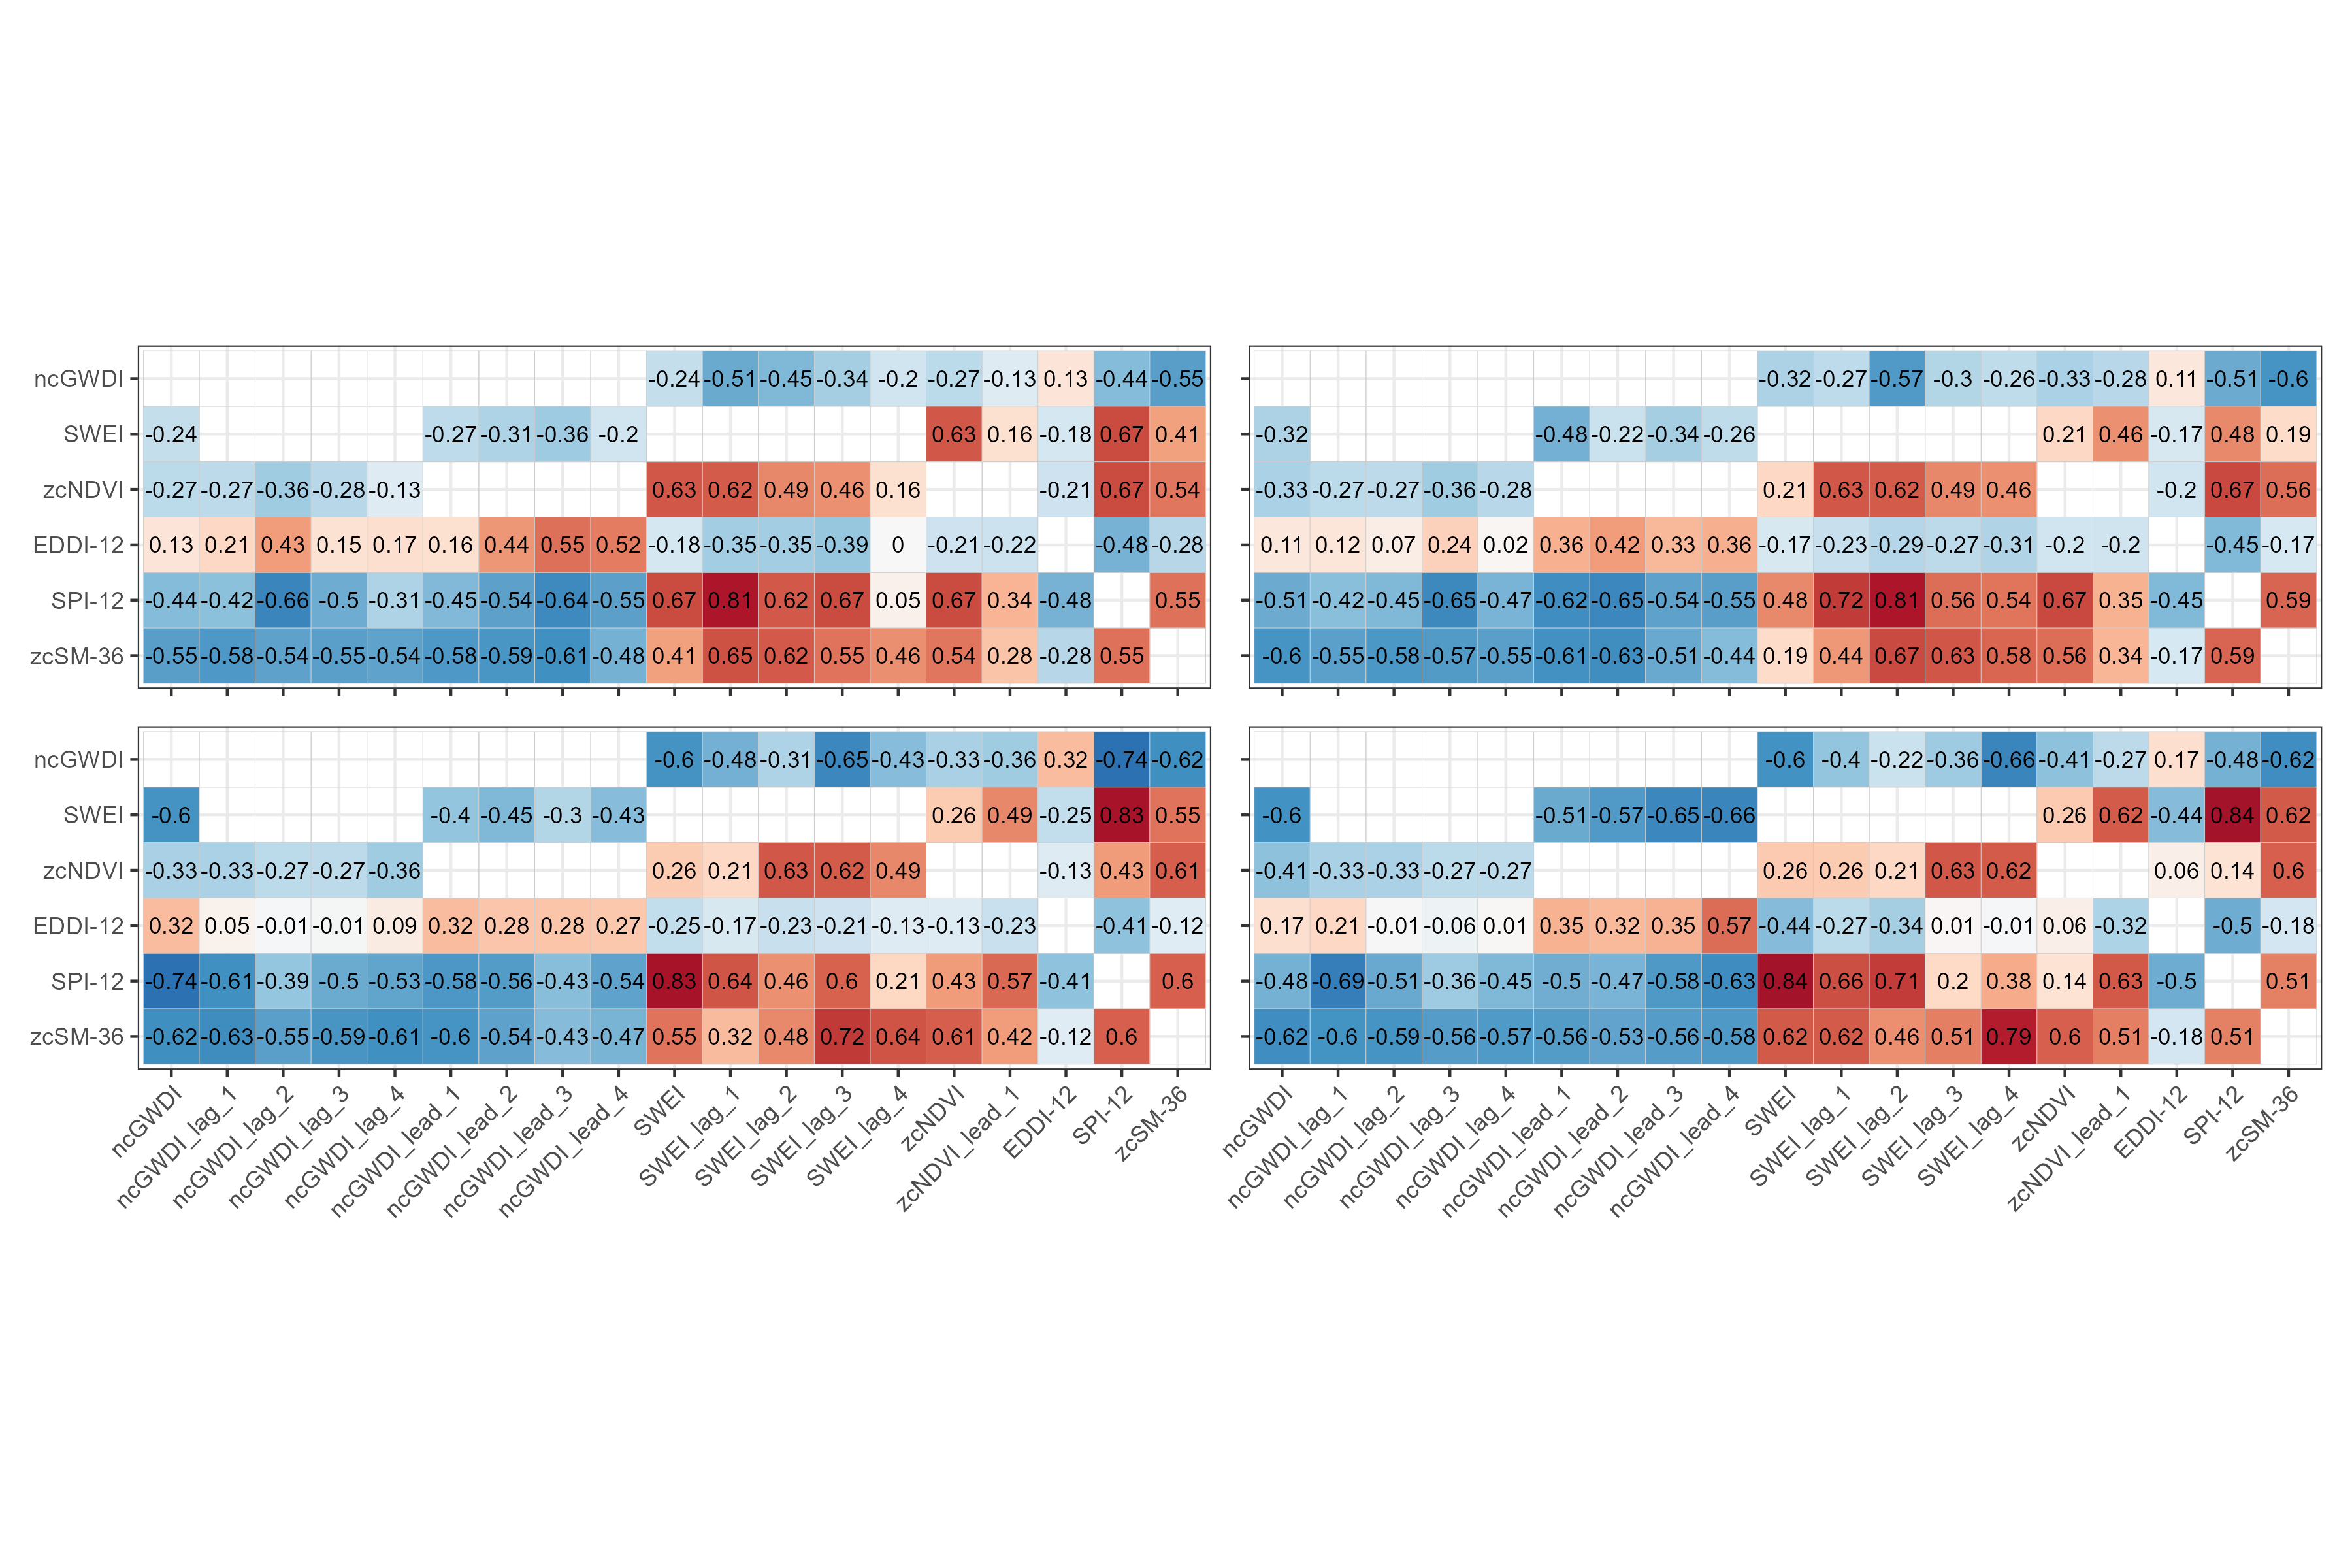 ncGWDI -0.24 -0.51 -0.45 -0.34 -0.2 -0.27 -0.13 0.13 -0.44 -0.55
SWEI -0.24 -0.27 -0.31 -0.36 -0.2 0.63 0.16 -0.18 0.67 0.41
zcNDVI -0.27 -0.27 -0.36 -0.28 -0.13 0.63 0.62 0.49 0.46 0.16 -0.21 0.67 0.54
EDDI-12 0.13 0.21 0.43 0.15 0.17 0.16 0.44 0.55 0.52 -0.18 -0.35 -0.35 -0.39 0 -0.21 -0.22 -0.48 -0.28
SPI-12 -0.44 -0.42 -0.66 -0.5 -0.31 -0.45 -0.54 -0.64 -0.55 0.67 0.81 0.62 0.67 0.05 0.67 0.34 -0.48 0.55
zcSM-36 -0.55 -0.58 -0.54 -0.55 -0.54 -0.58 -0.59 -0.61 -0.48 0.41 0.65 0.62 0.55 0.46 0.54 0.28 -0.28 0.55
-0.32 -0.27 -0.57 -0.3 -0.26 -0.33 -0.28 0.11 -0.51 -0.6
-0.32 -0.48 -0.22 -0.34 -0.26 0.21 0.46 -0.17 0.48 0.19
-0.33 -0.27 -0.27 -0.36 -0.28 0.21 0.63 0.62 0.49 0.46 -0.2 0.67 0.56
0.11 0.12 0.07 0.24 0.02 0.36 0.42 0.33 0.36 -0.17 -0.23 -0.29 -0.27 -0.31 -0.2 -0.2 -0.45 -0.17
-0.51 -0.42 -0.45 -0.65 -0.47 -0.62 -0.65 -0.54 -0.55 0.48 0.72 0.81 0.56 0.54 0.67 0.35 -0.45 0.59
-0.6 -0.55 -0.58 -0.57 -0.55 -0.61 -0.63 -0.51 -0.44 0.19 0.44 0.67 0.63 0.58 0.56 0.34 -0.17 0.59
ncGWDI -0.6 -0.48 -0.31 -0.65 -0.43 -0.33 -0.36 0.32 -0.74 -0.62
SWEI -0.6 -0.4 -0.45 -0.3 -0.43 0.26 0.49 -0.25 0.83 0.55
zcNDVI -0.33 -0.33 -0.27 -0.27 -0.36 0.26 0.21 0.63 0.62 0.49 -0.13 0.43 0.61
EDDI-12 0.32 0.05 -0.01 -0.01 0.09 0.32 0.28 0.28 0.27 -0.25 -0.17 -0.23 -0.21 -0.13 -0.13 -0.23 -0.41 -0.12
SPI-12 -0.74 -0.61 -0.39 -0.5 -0.53 -0.58 -0.56 -0.43 -0.54 0.83 0.64 0.46 0.6 0.21 0.43 0.57 -0.41 0.6
zcSM-36 -0.62 -0.63 -0.55 -0.59 -0.61 -0.6 -0.54 -0.43 -0.47 0.55 0.32 0.48 0.72 0.64 0.61 0.42 -0.12 0.6
ncGWDI ncGWDI_lag_1 ncGWDI_lag_2 ncGWDI_lag_3 ncGWDI_lag_4 ncGWDI_lead_1 ncGWDI_lead_2 ncGWDI_lead_3 ncGWDI_lead_4 SWEI SWEI_lag_1 SWEI_lag_2 SWEI_lag_3 SWEI_lag_4 zcNDVI zcNDVI_lead_1 EDDI-12 SPI-12 zcSM-36
-0.6 -0.4 -0.22 -0.36 -0.66 -0.41 -0.27 0.17 -0.48 -0.62
-0.6 -0.51 -0.57 -0.65 -0.66 0.26 0.62 -0.44 0.84 0.62
-0.41 -0.33 -0.33 -0.27 -0.27 0.26 0.26 0.21 0.63 0.62 0.06 0.14 0.6
0.17 0.21 -0.01 -0.06 0.01 0.35 0.32 0.35 0.57 -0.44 -0.27 -0.34 0.01 -0.01 0.06 -0.32 -0.5 -0.18
-0.48 -0.69 -0.51 -0.36 -0.45 -0.5 -0.47 -0.58 -0.63 0.84 0.66 0.71 0.2 0.38 0.14 0.63 -0.5 0.51
-0.62 -0.6 -0.59 -0.56 -0.57 -0.56 -0.53 -0.56 -0.58 0.62 0.62 0.46 0.51 0.79 0.6 0.51 -0.18 0.51
ncGWDI ncGWDI_lag_1 ncGWDI_lag_2 ncGWDI_lag_3 ncGWDI_lag_4 ncGWDI_lead_1 ncGWDI_lead_2 ncGWDI_lead_3 ncGWDI_lead_4 SWEI SWEI_lag_1 SWEI_lag_2 SWEI_lag_3 SWEI_lag_4 zcNDVI zcNDVI_lead_1 EDDI-12 SPI-12 zcSM-36